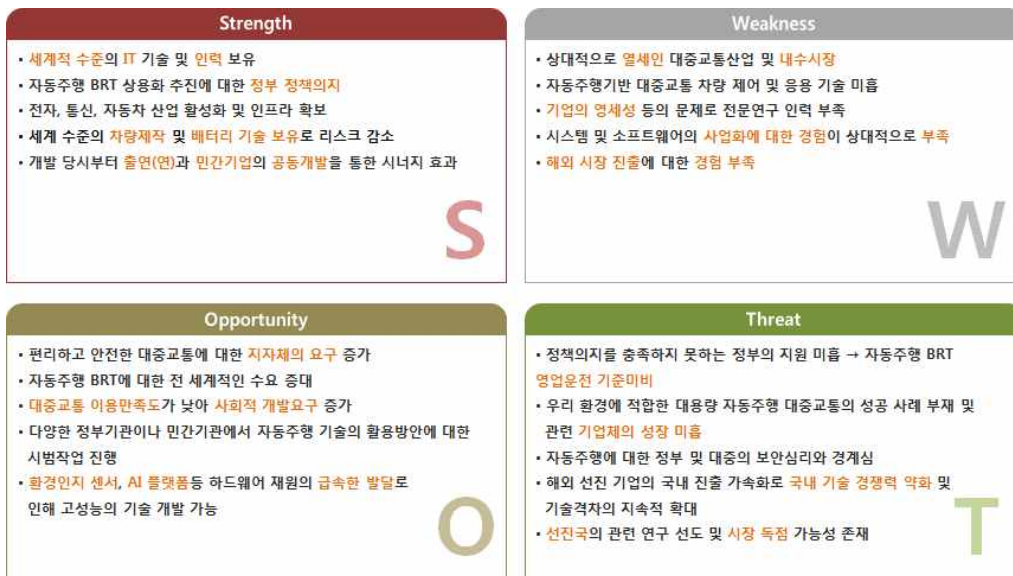 Strength
• 세계적 수준의 IT 기술 및 인력 보유
• 자동주행 BRT 상용화 추진에 대한 정부 정책의지
• 전자, 통신, 자동차 산업 활성화 및 인프라 확보
• 세계 수준의 차량제작 및 배터리 기술 보유로 리스크 감소
• 개발 당시부터 출연(연)과 민간기업의 공동개발을 통한 시너지 효과
S
Weakness
• 상대적으로 열세인 대중교통산업 및 내수시장
• 자동주행기반 대중교통 차량 제어 및 응용 기술 미흡
• 기업의 영세성 등의 문제로 전문연구 인력 부족
• 시스템 및 소프트웨어의 사업화에 대한 경험이 상대적으로 부족
• 해외 시장 진출에 대한 경험 부족
W
Opportunity
• 편리하고 안전한 대중교통에 대한 지자체의 요구 증가
• 자동주행 BRT에 대한 전 세계적인 수요 증대
• 대중교통 이용만족도가 낮아 사회적 개발요구 증가
• 다양한 정부기관이나 민간기관에서 자동주행 기술의 활용방안에 대한
시범작업 진행
• 환경인지 센서, AI 플랫폼등 하드웨어 재원의 급속한 발달로
인해 고성능의 기술 개발 가능
O
Threat
• 정책의지를 충족하지 못하는 정부의 지원 미흡 → 자동주행 BRT
영업운전 기준미비
• 우리 환경에 적합한 대용량 자동주행 대중교통의 성공 사례 부재 및
관련 기업체의 성장 미흡
• 자동주행에 대한 정부 및 대중의 보안심리와 경계심
• 해외 선진 기업의 국내 진출 가속화로 국내 기술 경쟁력 약화 및
기술격차의 지속적 확대
• 선진국의 관련 연구 선도 및 시장 독점 가능성 존재
T